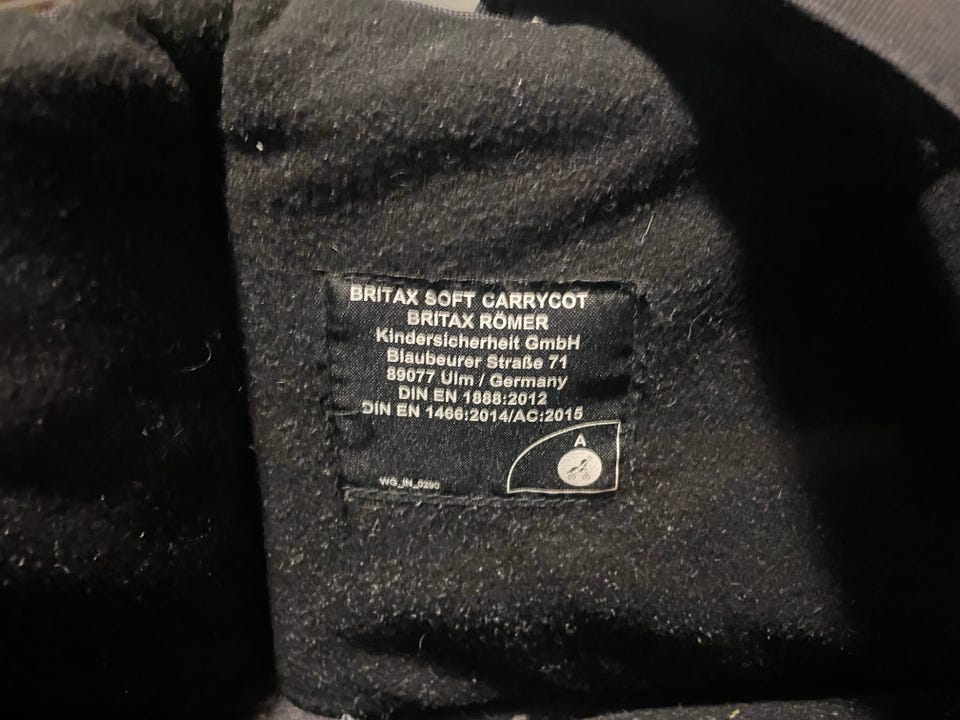 BRITAX SOFT CARRYCOT
BRITAX RÖMER
Kindersicherheit GmbH
Blaubeurer Straße 71
89077 Ulm / Germany
DIN EN 1888:2012
DIN EN 1466:2014/AC:2015
A
WG_IN_0290